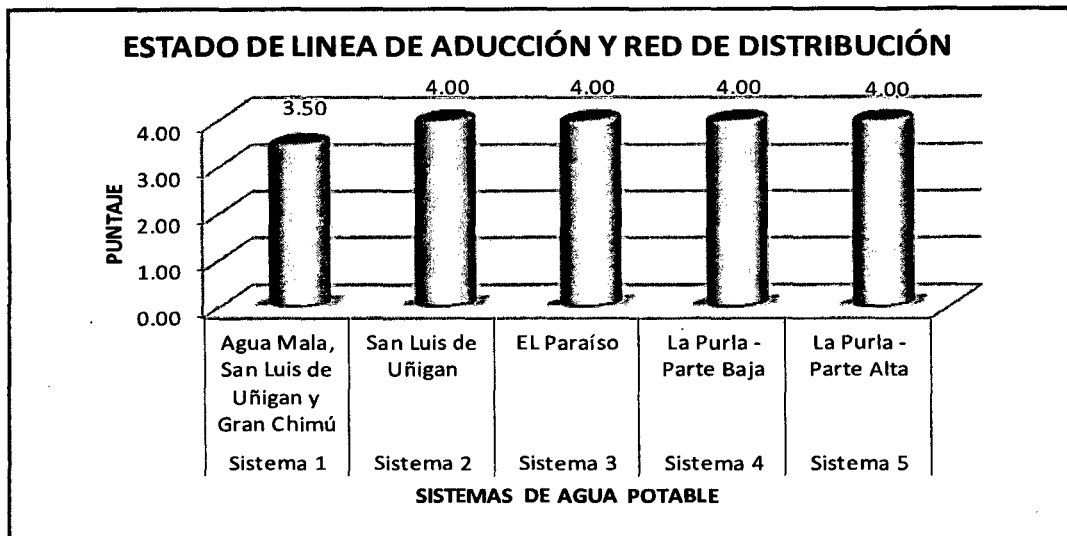 ESTADO DE LINEA DE ADUCCIÓN Y RED DE DISTRIBUCIÓN
3.50
4.00
4.00
4.00
4.00
4.00
3.00
2.00
1.00
0.00
PUNTAJE
Agua Mala,
San Luis de
Uñigan y
Gran Chimú
San Luis de
Uñigan
EL Paraíso
La Purla -
Parte Baja
La Purla -
Parte Alta
Sistema 1
Sistema 2
Sistema 3
Sistema 4
Sistema 5
SISTEMAS DE AGUA POTABLE